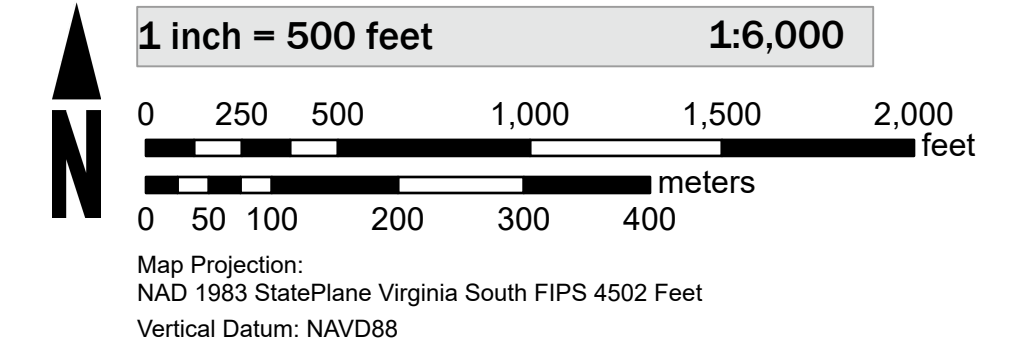 1 inch = 500 feet 1:6,000
0 250 500 1,000 1,500 2,000
feet
N
meters
0 50 100 200 300 400
Map Projection:
NAD 1983 StatePlane Virginia South FIPS 4502 Feet
Vertical Datum: NAVD88